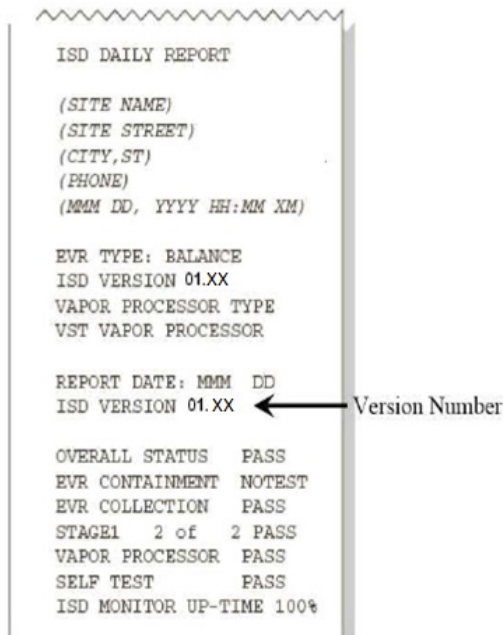 ISD DAILY REPORT
(SITE NAME)
(SITE STREET)
(CITY,ST)
(PHONE)
(MMM DD, YYYY HH:MM XM)
EVR TYPE: BALANCE
ISD VERSION 01.XX
VAPOR PROCESSOR TYPE
VST VAPOR PROCESSOR
REPORT DATE: MMM DD
ISD VERSION 01.XX
Version Number
OVERALL STATUS PASS
EVR CONTAINMENT NOTEST
EVR COLLECTION PASS
STAGE1 2 of 2 PASS
VAPOR PROCESSOR PASS
SELF TEST PASS
ISD MONITOR UP-TIME 100%